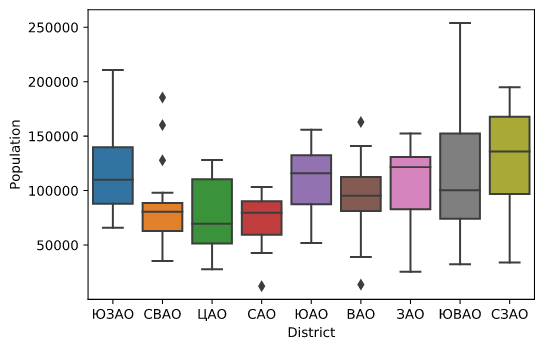 250000
200000
150000
100000
50000
Population
ЮЗАО СВАО ЦАО САО ЮАО ВАО ЗАО ЮВАО СЗАО
District